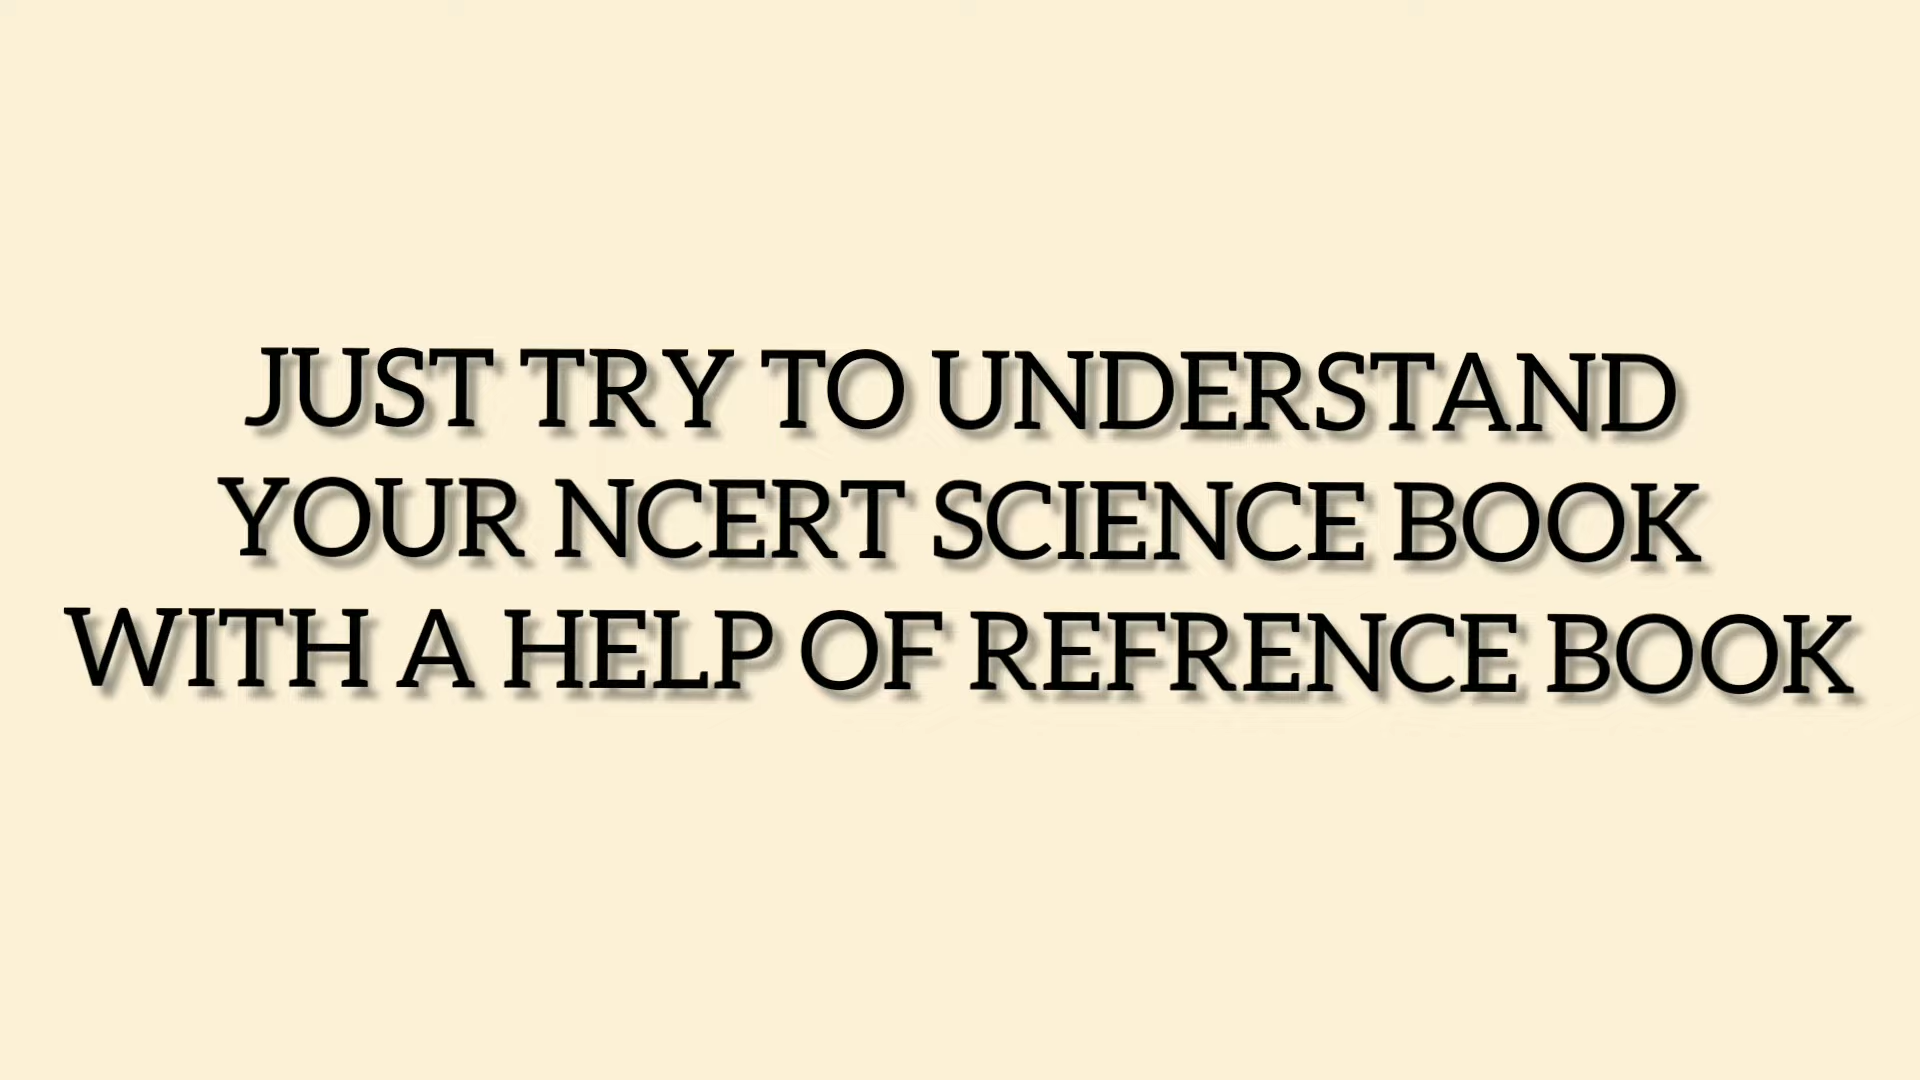 JUST TRY TO UNDERSTAND
YOUR NCERT SCIENCE BOOK
WITH A HELP OF REFRENCE BOOK